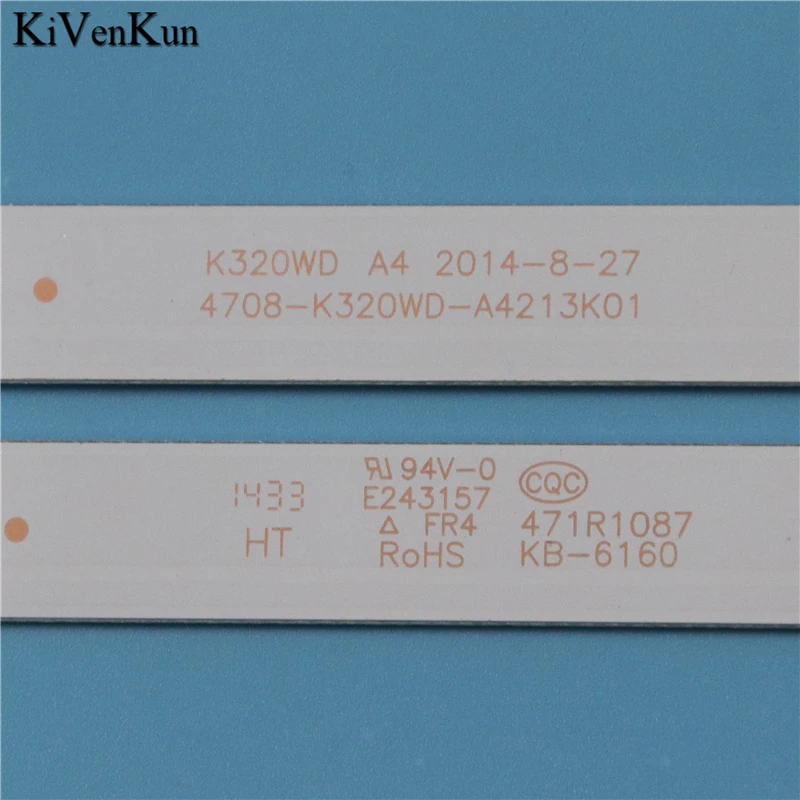 KiVenKun
K320WD A4 2014-8-27
4708-K320WD-A4213K01
1433
HT
94V-0
E243157
△ FR4
RoHS
CQC
471R1087
KB-6160